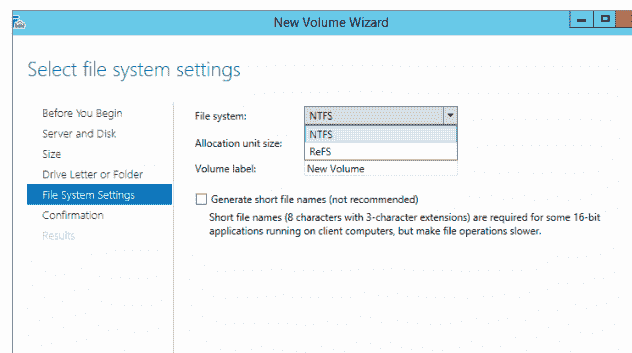 New Volume Wizard
Select file system settings
Before You Begin
Server and Disk
Size
Drive Letter or Folder
File System Settings
Confirmation
Results
File system:
NTFS
NTFS
ReFS
Allocation unit size:
Volume label:
New Volume
Generate short file names (not recommended)
Short file names (8 characters with 3-character extensions) are required for some 16-bit
applications running on client computers, but make file operations slower.